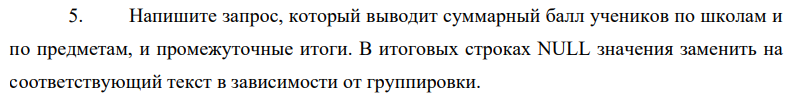 5. Напишите запрос, который выводит суммарный балл учеников по школам и
по предметам, и промежуточные итоги. В итоговых строках NULL значения заменить на
соответствующий текст в зависимости от группировки.